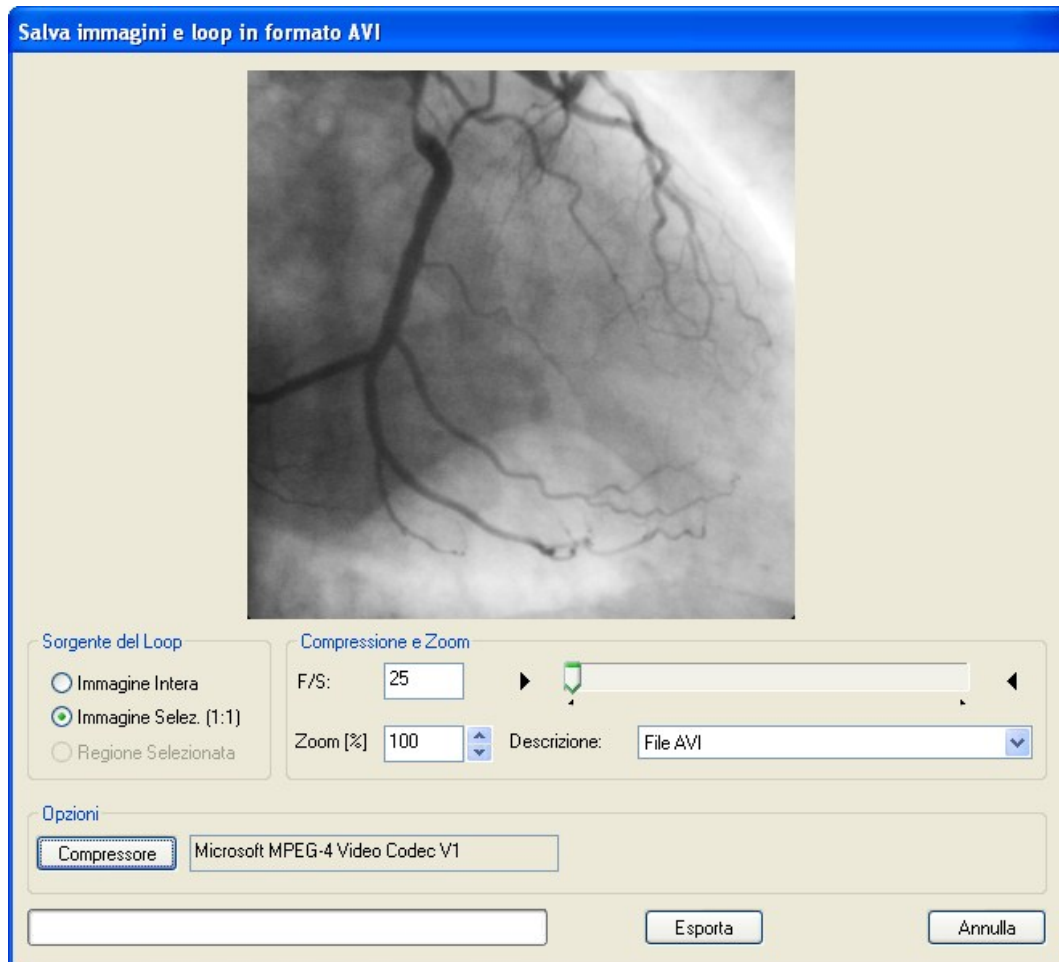 Salva immagini e loop in formato AVI
Sorgente del Loop
Immagine Intera
Immagine Selez. (1:1)
Regione Selezionata
Compressione e Zoom
F/S: 25
Zoom [%] 100 Descrizione: File AVI
Opzioni
Compressore Microsoft MPEG-4 Video Codec V1
Esporta Annulla